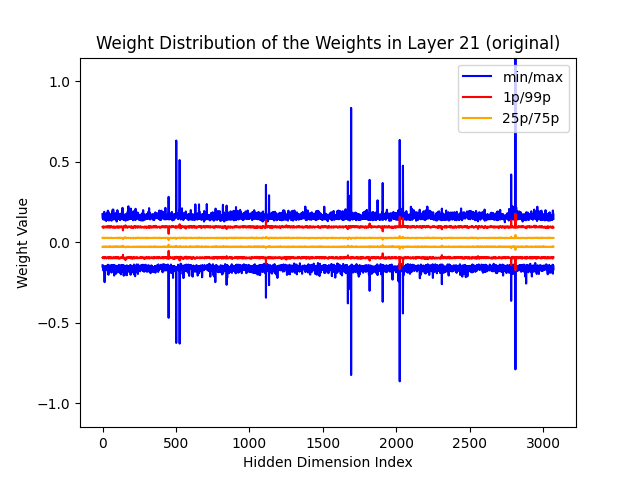 Weight Distribution of the Weights in Layer 21 (original)
min/max
1p/99p
25p/75p
1.0
0.5
0.0
−0.5
−1.0
Weight Value
0 500 1000 1500 2000 2500 3000
Hidden Dimension Index